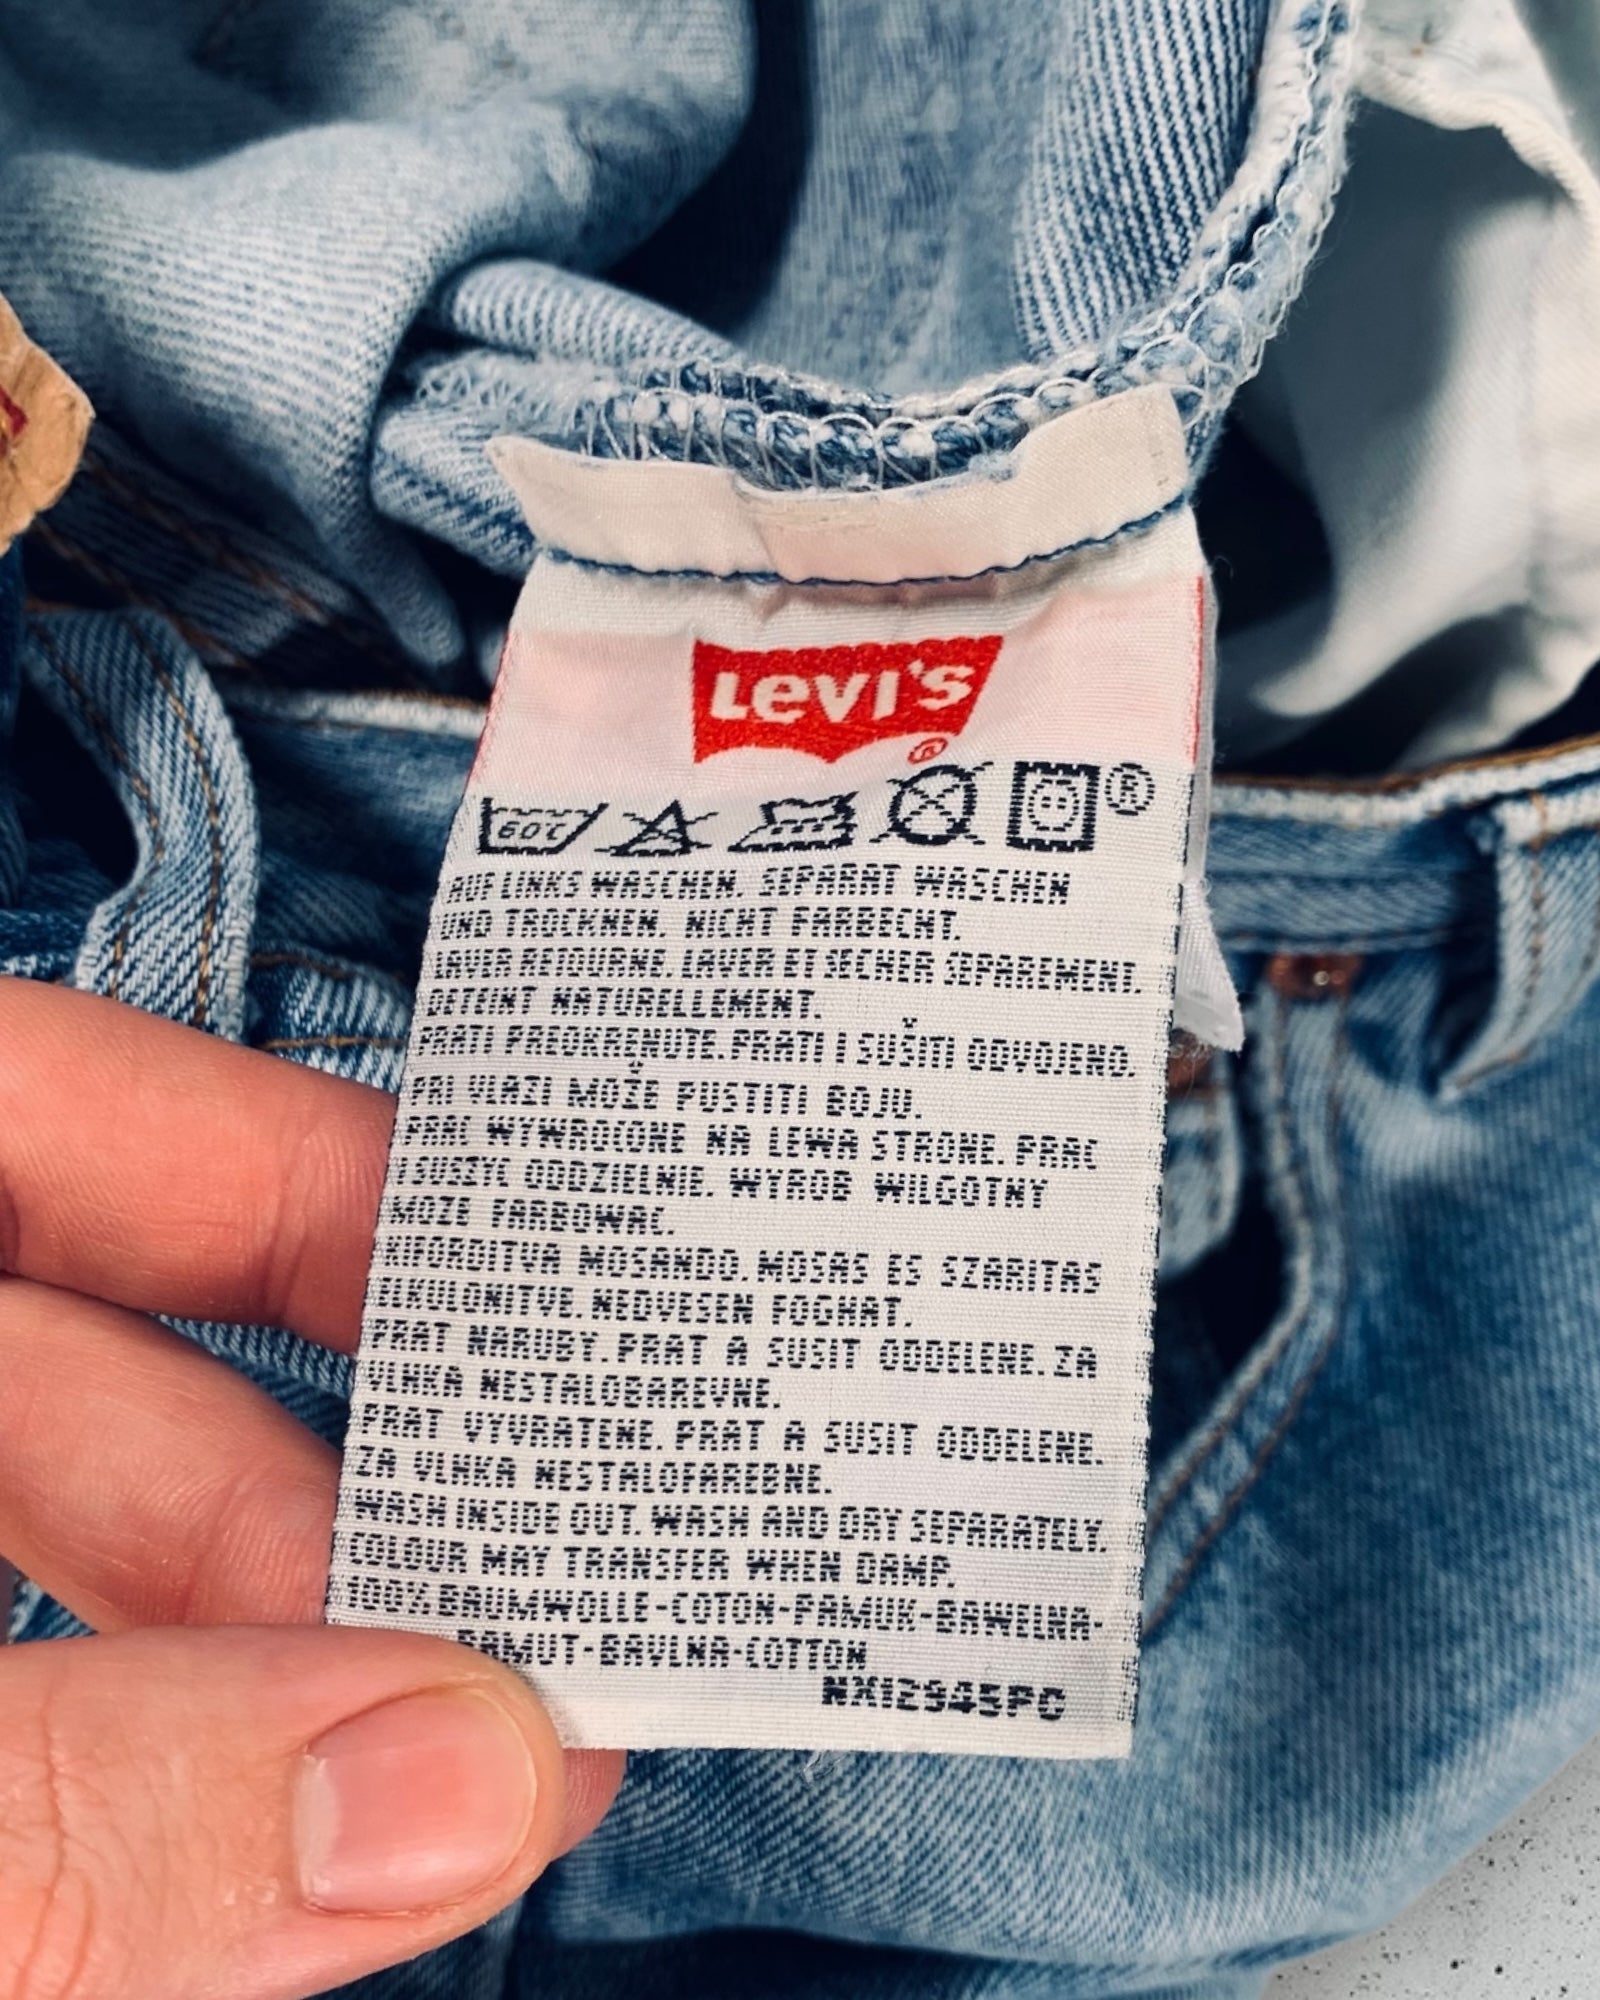 Levi's
®
60°C ®
AUF LINKS WASCHEN. SEPARAT WASCHEN
UND TROCKNEN. NICHT FARBECHT.
LAVER RETOURNE. LAVER ET SECHER SEPAREMENT.
DETEINT NATURELLEMENT.
PRATI PREOKRENUTE. PRATI I SUŠITI ODVOJENO.
PRI VLAZI MOŽE PUSTITI BOJU.
PRAC WYWROCONE NA LEWA STRONE. PRAC
I SUSZYC ODDZIELNIE. WYROB WILGOTNY
MOZE FARBOWAC.
KIFORDITVA MOSANDO. MOSAS ES SZARITAS
ELKULONITVE. NEDVESEN FOGHAT.
PRAT NARUBY. PRAT A SUSIT ODDELENE. ZA
VLHKA NESTALOBAREVNE.
PRAT VYVRATENE. PRAT A SUSIT ODDELENE.
ZA VLHKA NESTALOFAREBNE.
WASH INSIDE OUT. WASH AND DRY SEPARATELY.
COLOUR MAY TRANSFER WHEN DAMP.
100% BAUMWOLLE-COTON-PAMUK-BAWELNA-
PAMUT-BAVLNA-COTTON
NX12945PC